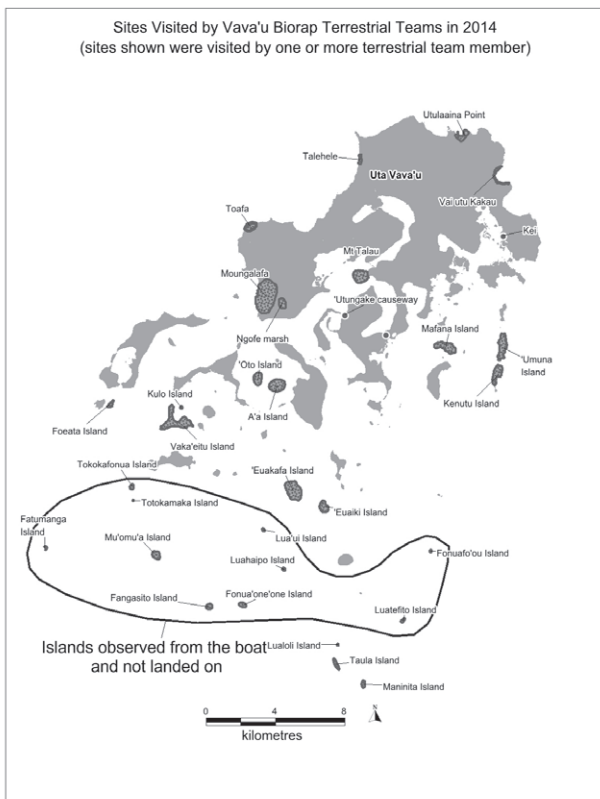 Sites Visited by Vava'u Biorap Terrestrial Teams in 2014
(sites shown were visited by one or more terrestrial team member)
Utulaaina Point
Talehele
Uta Vava'u
Vai utu Kakau
Toafa
Kei
Mt Talau
Moungalafa
'Utungake causeway
Mafana Island
Ngofe marsh
'Umuna
Island
'Oto Island
Kulo Island
Kenutu Island
A'a Island
Foeata Island
Vaka'eitu Island
Tokokafonua Island
'Euakafa Island
Totokamaka Island
'Euaiki Island
Fatumanga
Island
Mu'omu'a Island
Lua'ui Island
Fonuafo'ou Island
Luahaipo Island
Fangasito Island
Fonua'one'one Island
Luatefito Island
Islands observed from the boat
and not landed on
Lualoli Island
Taula Island
Maninita Island
0 4 8
kilometres
N